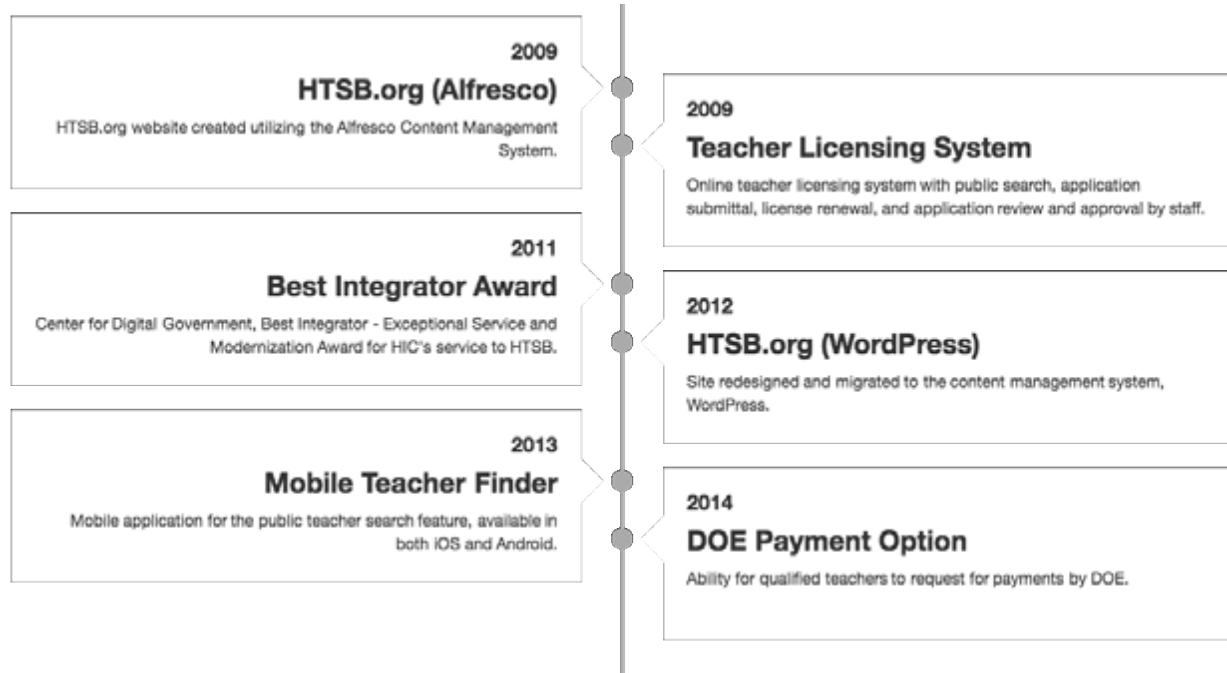 2009
HTSB.org (Alfresco)
HTSB.org website created utilizing the Alfresco Content Management
System.
2009
Teacher Licensing System
Online teacher licensing system with public search, application
submittal, license renewal, and application review and approval by staff.
2011
Best Integrator Award
Center for Digital Government, Best Integrator - Exceptional Service and
Modernization Award for HIC's service to HTSB.
2012
HTSB.org (WordPress)
Site redesigned and migrated to the content management system,
WordPress.
2013
Mobile Teacher Finder
Mobile application for the public teacher search feature, available in
both iOS and Android.
2014
DOE Payment Option
Ability for qualified teachers to request for payments by DOE.